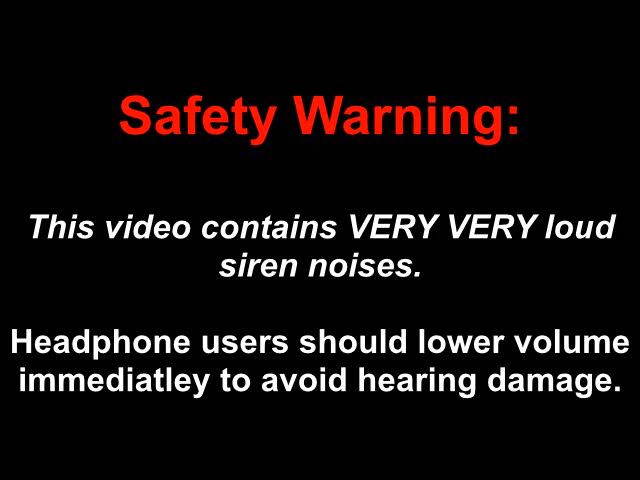 Safety Warning:
This video contains VERY VERY loud
siren noises.
Headphone users should lower volume
immediatley to avoid hearing damage.